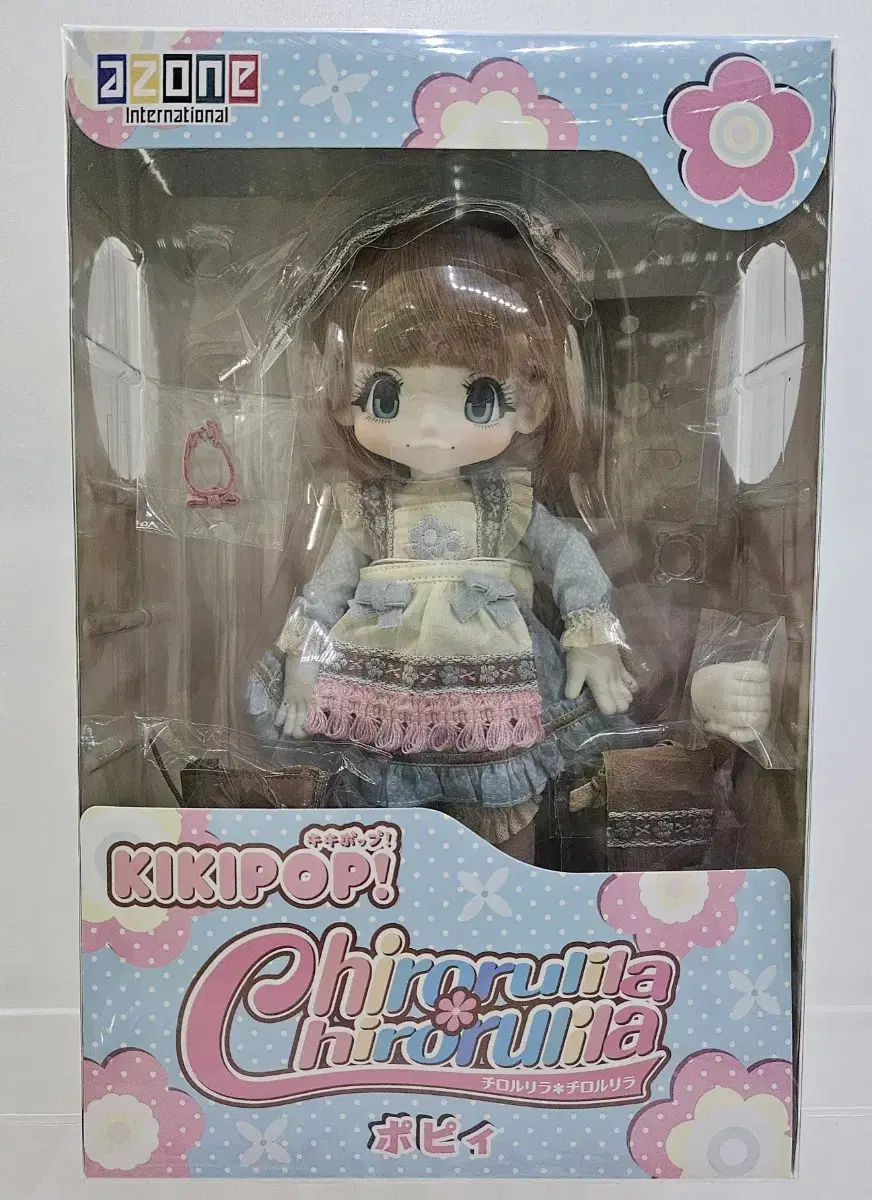 azone
International
キキポップ!
KIKIPOP!
Chirorulila
Chirorulila
チロルリラ*チロルリラ
ポピィ